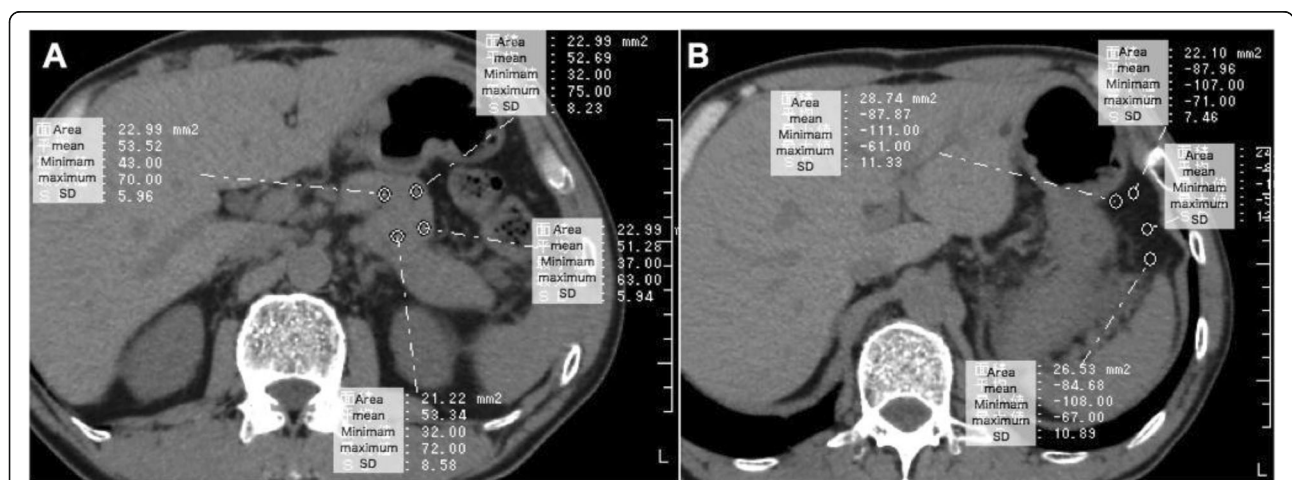 A
Area : 22.99 mm2
mean : 52.69
Minimam : 32.00
maximum : 75.00
SD : 8.23
Area : 22.99 mm2
mean : 53.52
Minimam : 43.00
maximum : 70.00
SD : 5.96
Area : 22.99
mean : 51.28
Minimam : 37.00
maximum : 63.00
SD : 5.94
Area : 21.22 mm2
mean : 53.34
Minimam : 32.00
maximum : 72.00
SD : 8.58
L
B
Area : 22.10 mm2
mean : -87.96
Minimam : -107.00
maximum : -71.00
SD : 7.46
Area : 28.74 mm2
mean : -87.87
Minimam : -111.00
maximum : -61.00
SD : 11.33
Area
mean
Minimam
maximum
SD
Area : 26.53 mm2
mean : -84.68
Minimam : -108.00
maximum : -67.00
SD : 10.89
L